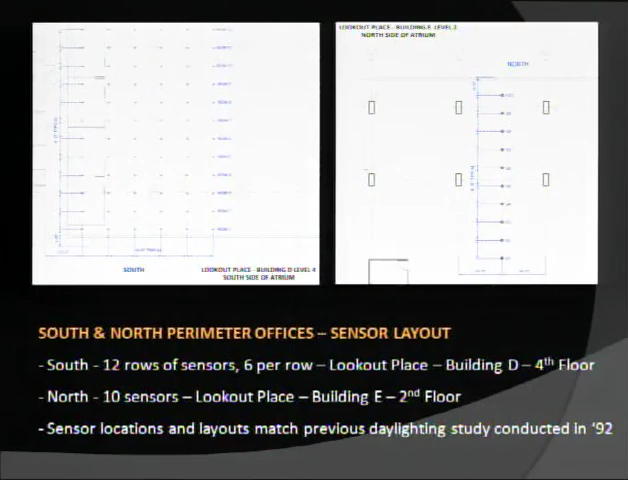 LOOKOUT PLACE - BUILDING E LEVEL 2
NORTH SIDE OF ATRIUM
NORTH
SOUTH
LOOKOUT PLACE - BUILDING D LEVEL 4
SOUTH SIDE OF ATRIUM
SOUTH & NORTH PERIMETER OFFICES – SENSOR LAYOUT
- South - 12 rows of sensors, 6 per row – Lookout Place – Building D – 4th Floor
- North - 10 sensors – Lookout Place – Building E – 2nd Floor
- Sensor locations and layouts match previous daylighting study conducted in ‘92